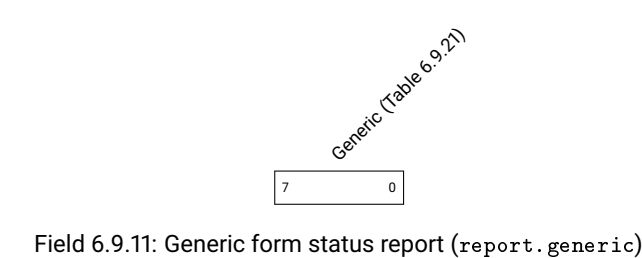 Generic (Table 6.9.21)
7 0
Field 6.9.11: Generic form status report (report.generic)